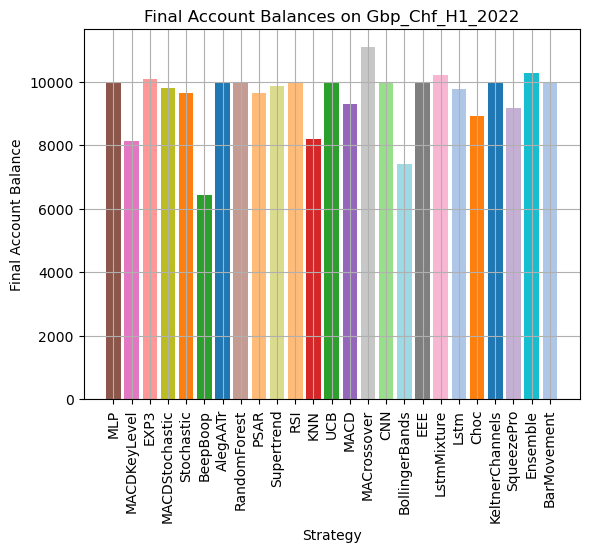 Final Account Balances on Gbp_Chf_H1_2022
Final Account Balance
10000
8000
6000
4000
2000
0
MLP
MACDKeyLevel
EXP3
MACDStochastic
Stochastic
BeepBoop
AlegAATr
RandomForest
PSAR
Supertrend
RSI
KNN
UCB
MACD
MACrossover
CNN
BollingerBands
EEE
LstmMixture
Lstm
Choc
KeltnerChannels
SqueezePro
Ensemble
BarMovement
Strategy